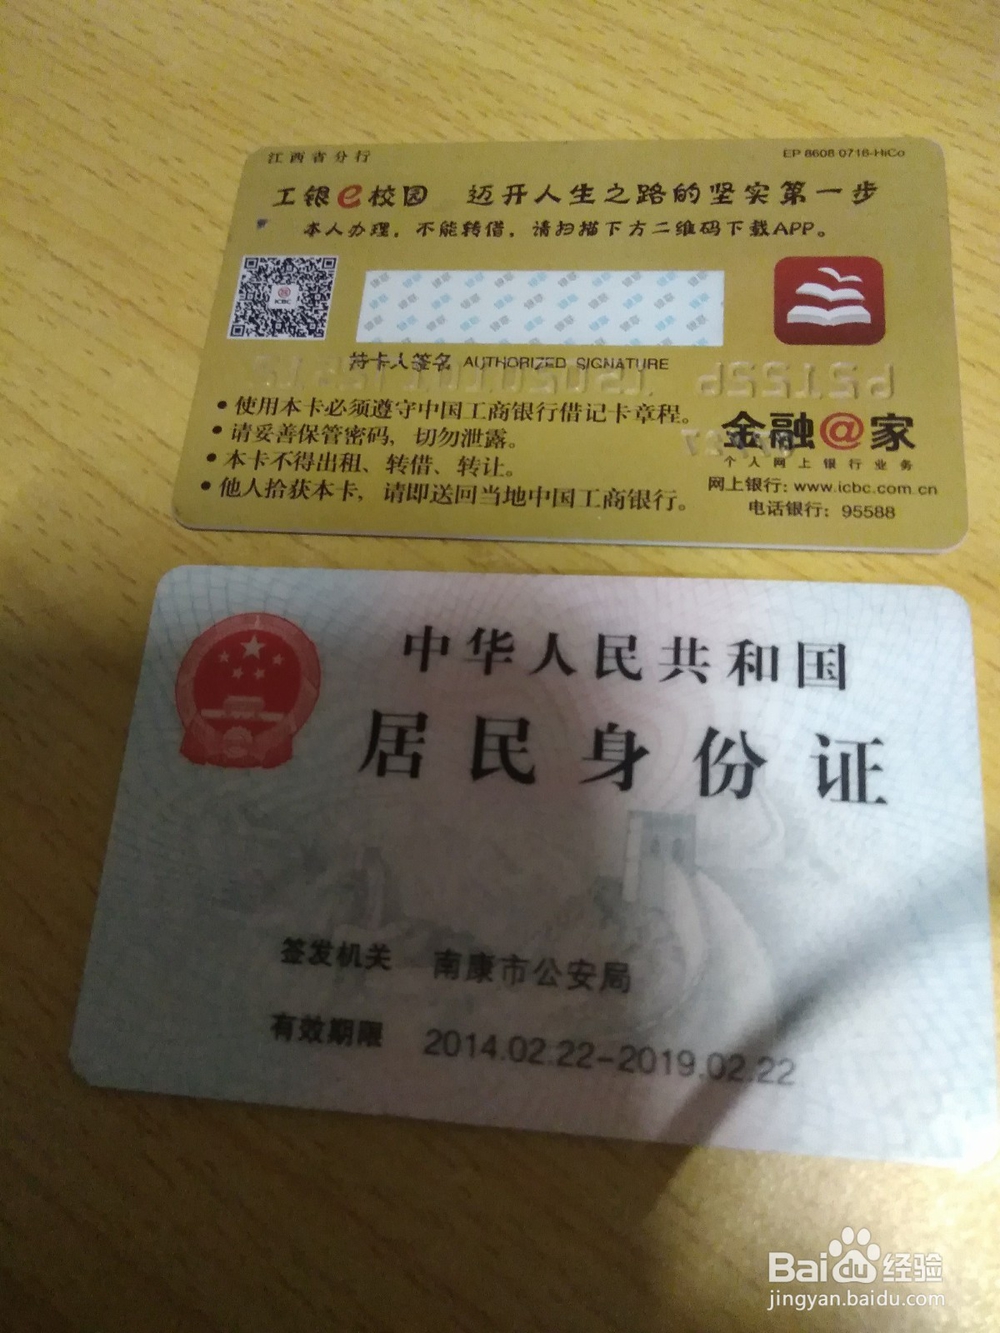 江西省分行
EP 8608 0716-HiCo
工银e校园 迈开人生之路的坚实第一步
本人办理，不能转借，请扫描下方二维码下载APP。
ICBC
持卡人签名 AUTHORIZED SIGNATURE
• 使用本卡必须遵守中国工商银行借记卡章程。
• 请妥善保管密码，切勿泄露。
• 本卡不得出租、转借、转让。
• 他人拾获本卡，请即送回当地中国工商银行。
金融@家
个人网上银行业务
网上银行: www.icbc.com.cn
电话银行: 95588
中华人民共和国
居民身份证
签发机关 南康市公安局
有效期限 2014.02.22-2019.02.22
Baidu经验
jingyan.baidu.com